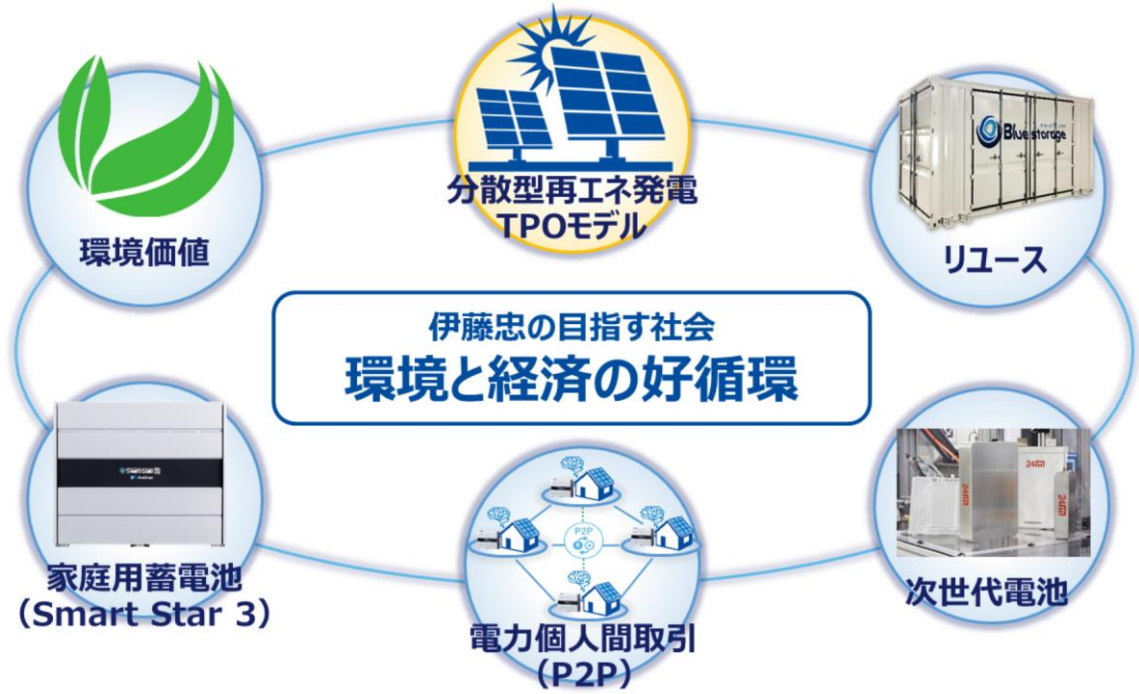 分散型再エネ発電
TPOモデル
環境価値
Bluestorage
リユース
伊藤忠の目指す社会
環境と経済の好循環
家庭用蓄電池
(Smart Star 3)
P2P
電力個人間取引
(P2P)
24m
24m
24m
次世代電池